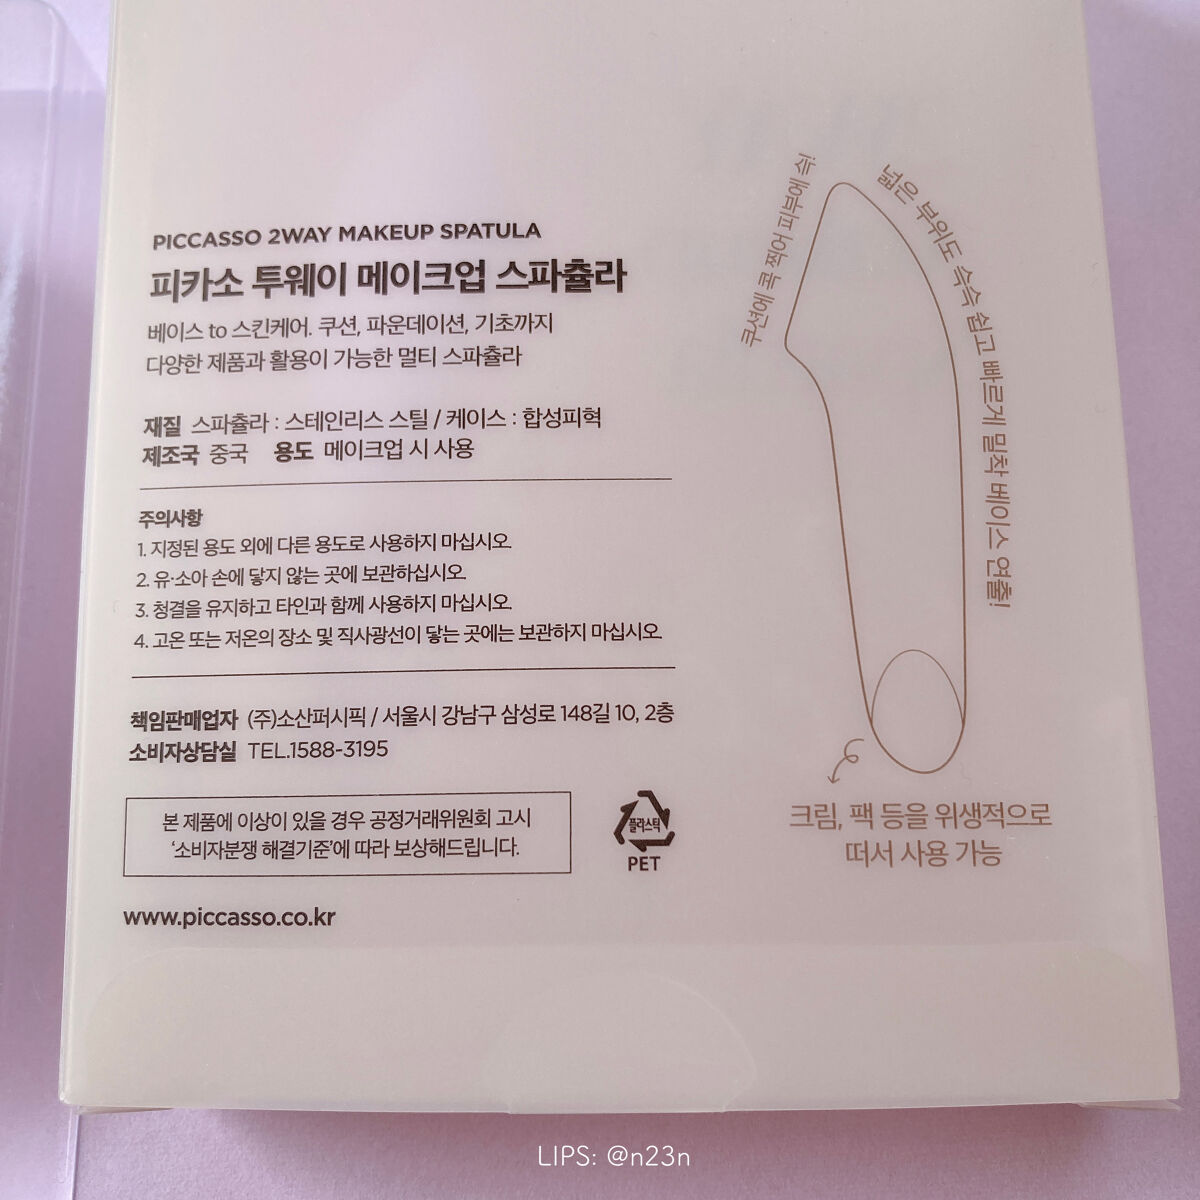 PICCASSO 2WAY MAKEUP SPATULA
피카소 투웨이 메이크업 스파츌라
베이스 to 스킨케어. 쿠션, 파운데이션, 기초까지
다양한 제품과 활용이 가능한 멀티 스파츌라
재질 스파츌라 : 스테인리스 스틸 / 케이스 : 합성피혁
제조국 중국 용도 메이크업 시 사용
주의사항
1. 지정된 용도 외에 다른 용도로 사용하지 마십시오.
2. 유·소아 손에 닿지 않는 곳에 보관하십시오.
3. 청결을 유지하고 타인과 함께 사용하지 마십시오.
4. 고온 또는 저온의 장소 및 직사광선이 닿는 곳에는 보관하지 마십시오.
책임판매업자 (주)소산퍼시픽 / 서울시 강남구 삼성로 148길 10, 2층
소비자상담실 TEL.1588-3195
본 제품에 이상이 있을 경우 공정거래위원회 고시
'소비자분쟁 해결기준'에 따라 보상해드립니다.
플라스틱
PET
www.piccasso.co.kr
쿠션에 콕 찍어 피부에 슥!
넓은 부위도 슥슥 쉽고 빠르게 밀착 베이스 연출!
크림, 팩 등을 위생적으로
떠서 사용 가능
LIPS: @n23n